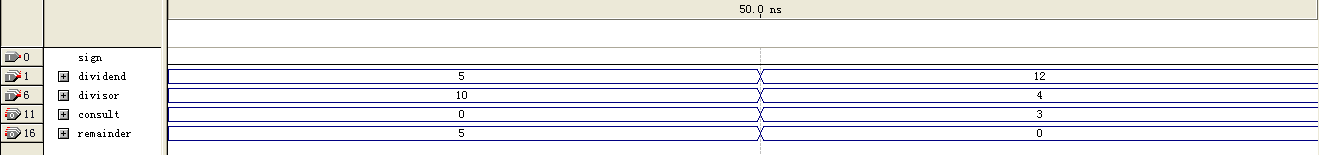 50.0 ns
0 sign
1 dividend 5 12
6 divisor 10 4
11 consult 0 3
16 remainder 5 0